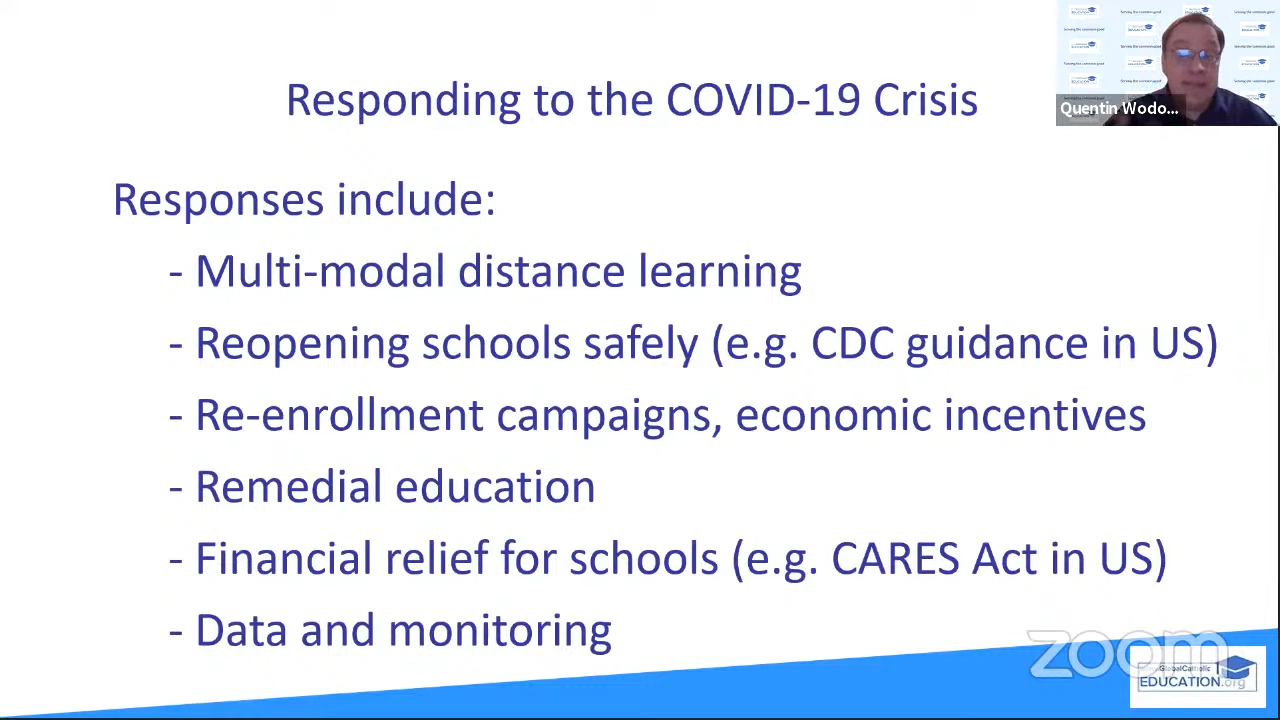 Responding to the COVID-19 Crisis
Quentin Wodo...
Responses include:
- Multi-modal distance learning
- Reopening schools safely (e.g. CDC guidance in US)
- Re-enrollment campaigns, economic incentives
- Remedial education
- Financial relief for schools (e.g. CARES Act in US)
- Data and monitoring
zoom
GlobalCatholic
EDUCATION.org